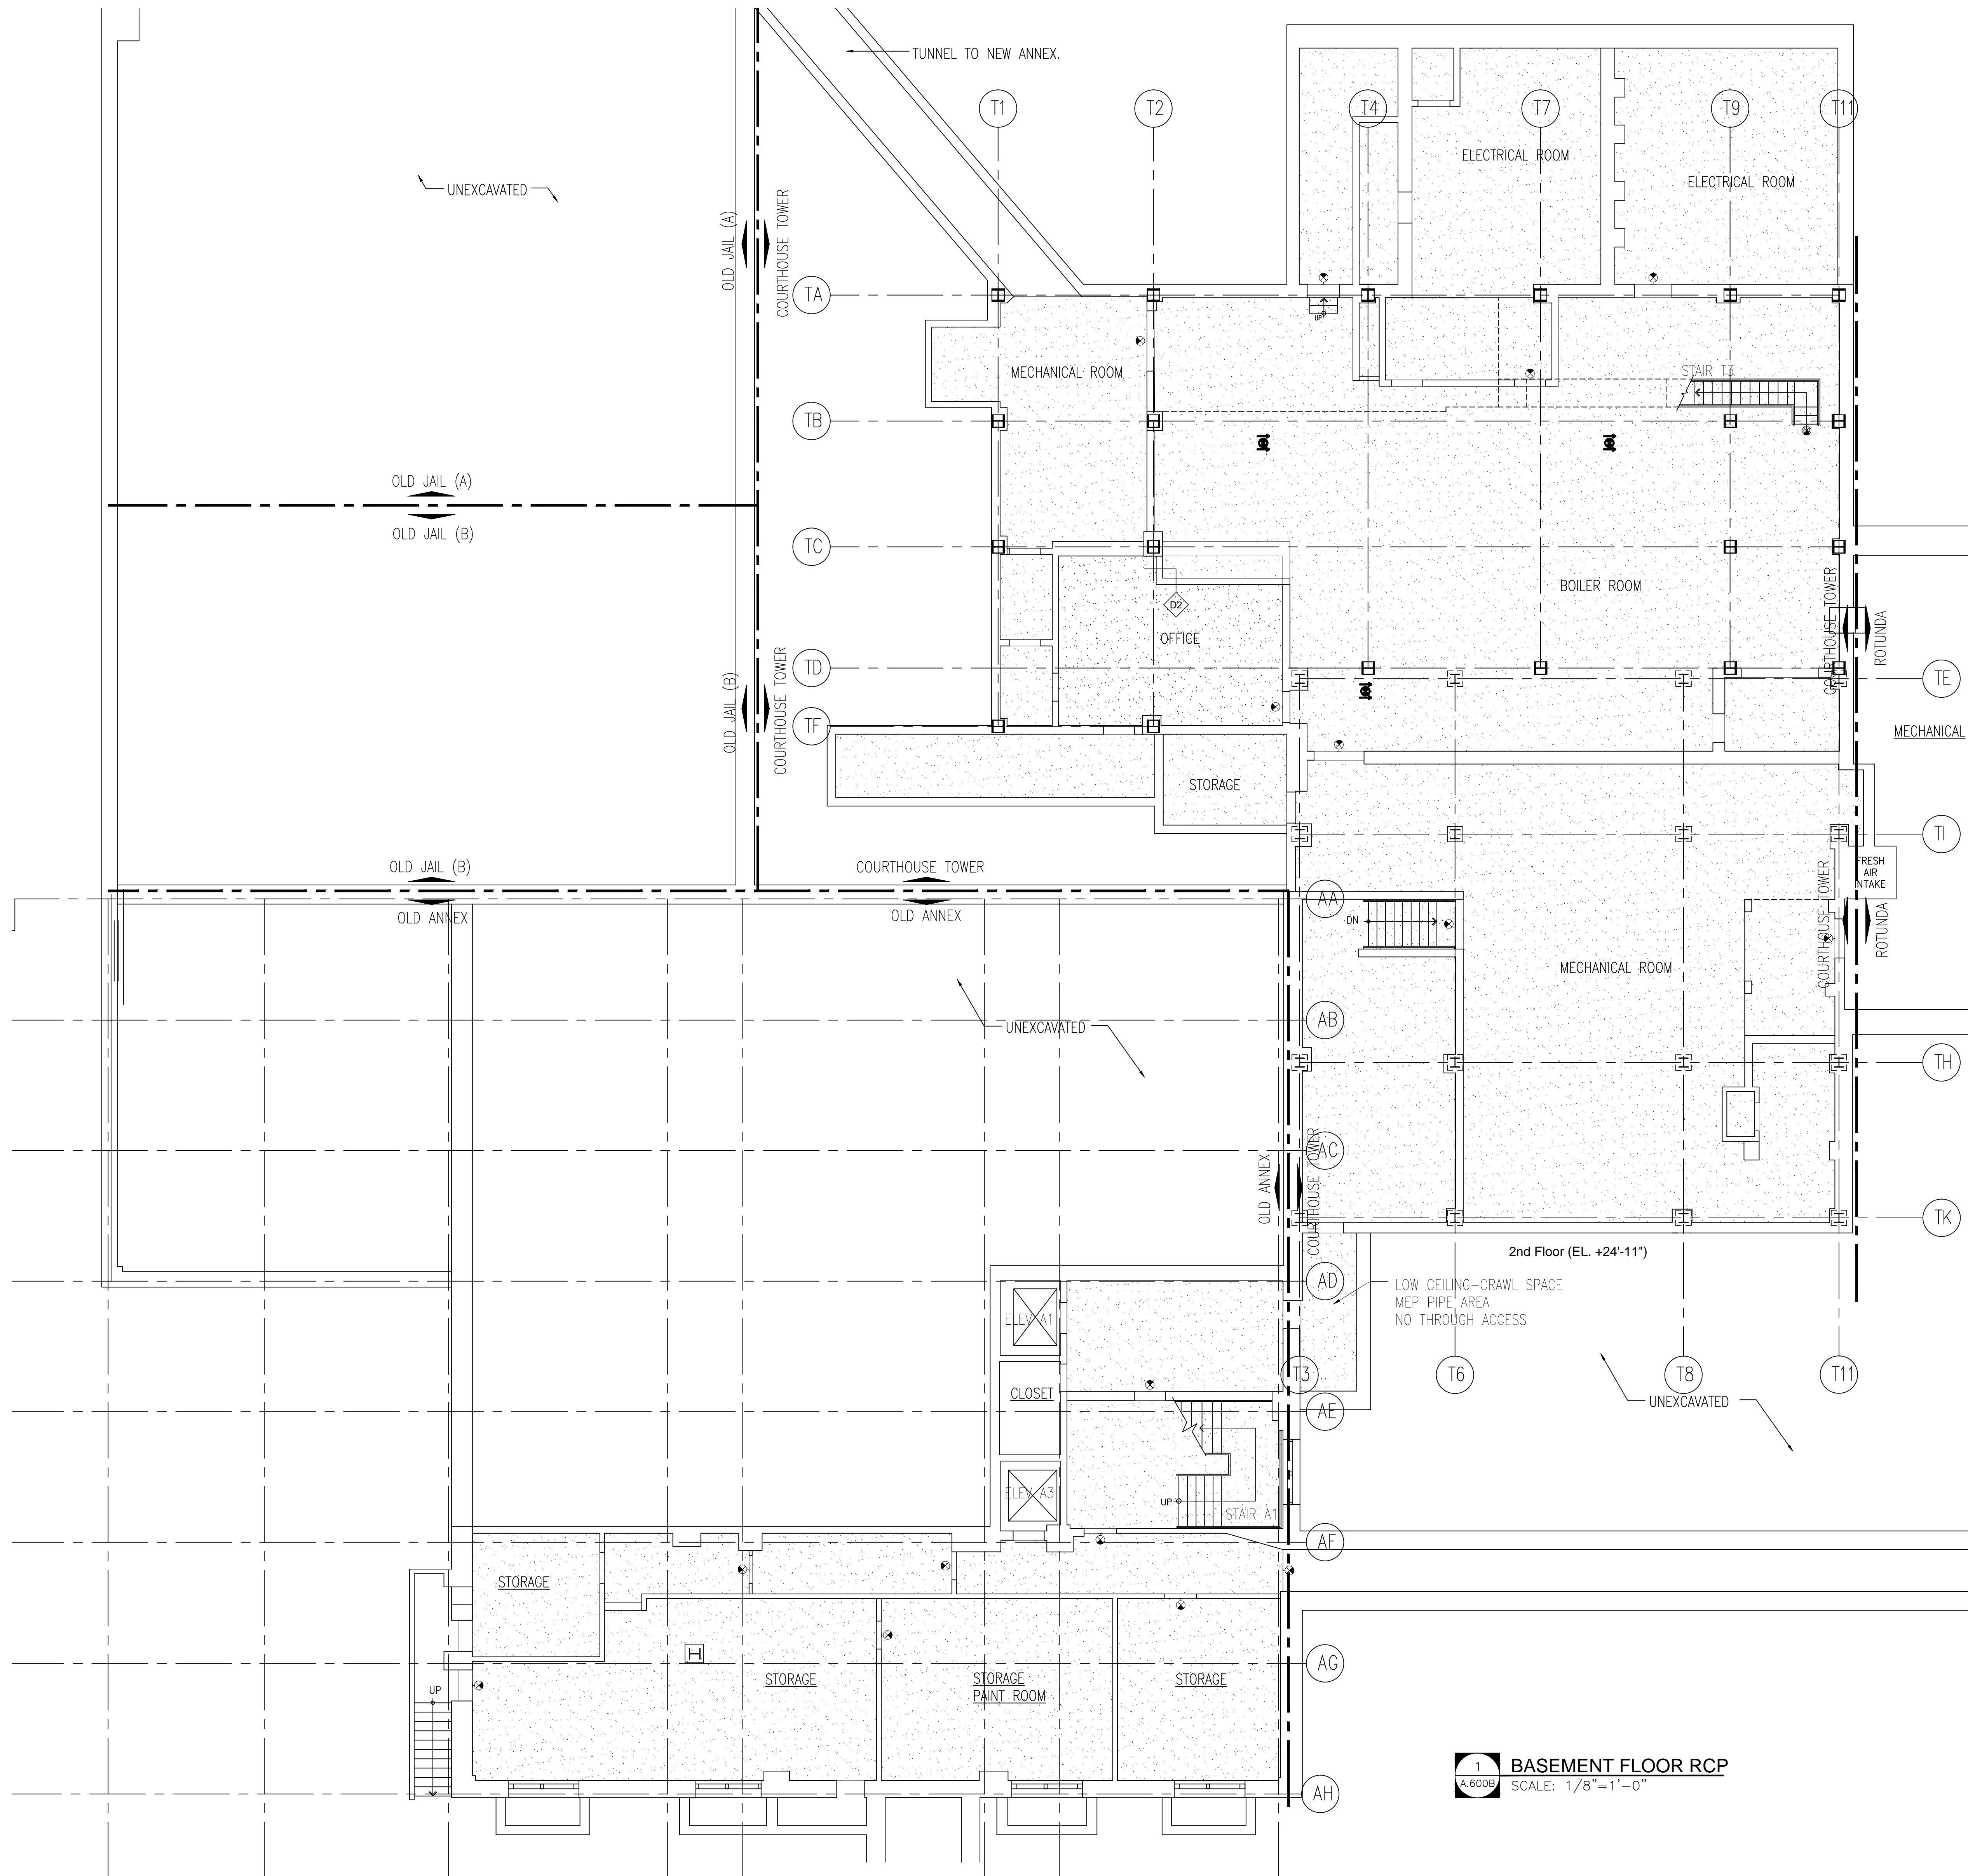 TUNNEL TO NEW ANNEX.
T1
T2
T4
T7
T9
T11
ELECTRICAL ROOM
ELECTRICAL ROOM
UNEXCAVATED
OLD JAIL (A)
COURTHOUSE TOWER
TA
UP
MECHANICAL ROOM
STAIR T3
TB
OLD JAIL (A)
OLD JAIL (B)
TC
BOILER ROOM
D2
OFFICE
COURTHOUSE TOWER
ROTUNDA
TD
TE
OLD JAIL (B)
COURTHOUSE TOWER
TF
MECHANICAL
STORAGE
TI
OLD JAIL (B)
OLD ANNEX
COURTHOUSE TOWER
OLD ANNEX
FRESH
AIR
INTAKE
AA
DN
COURTHOUSE TOWER
ROTUNDA
MECHANICAL ROOM
UNEXCAVATED
AB
TH
AC
OLD ANNEX
COURTHOUSE TOWER
TK
2nd Floor (EL. +24'-11")
AD
LOW CEILING-CRAWL SPACE
MEP PIPE AREA
NO THROUGH ACCESS
ELEV A1
T3
T6
T8
T11
CLOSET
UNEXCAVATED
AE
ELEV A3
UP
STAIR A1
AF
STORAGE
AG
STORAGE
STORAGE
PAINT ROOM
STORAGE
UP
AH
1
A.600B
BASEMENT FLOOR RCP
SCALE: 1/8"=1'-0"